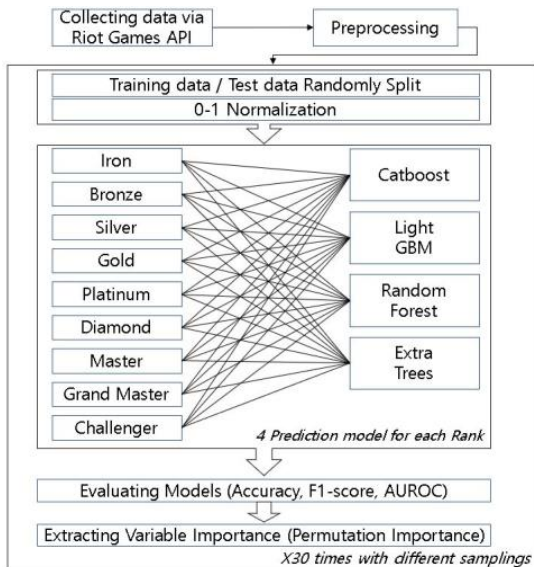 Collecting data via
Riot Games API
Preprocessing
Training data / Test data Randomly Split
0-1 Normalization
Iron
Bronze
Silver
Gold
Platinum
Diamond
Master
Grand Master
Challenger
Catboost
Light
GBM
Random
Forest
Extra
Trees
4 Prediction model for each Rank
Evaluating Models (Accuracy, F1-score, AUROC)
Extracting Variable Importance (Permutation Importance)
X30 times with different samplings